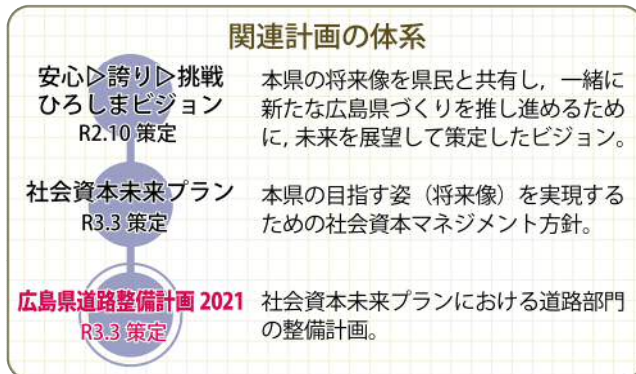 関連計画の体系
安心▷誇り▷挑戦
ひろしまビジョン
R2.10 策定
本県の将来像を県民と共有し，一緒に
新たな広島県づくりを推し進めるため
に，未来を展望して策定したビジョン。
社会資本未来プラン
R3.3 策定
本県の目指す姿（将来像）を実現する
ための社会資本マネジメント方針。
広島県道路整備計画 2021
R3.3 策定
社会資本未来プランにおける道路部門
の整備計画。